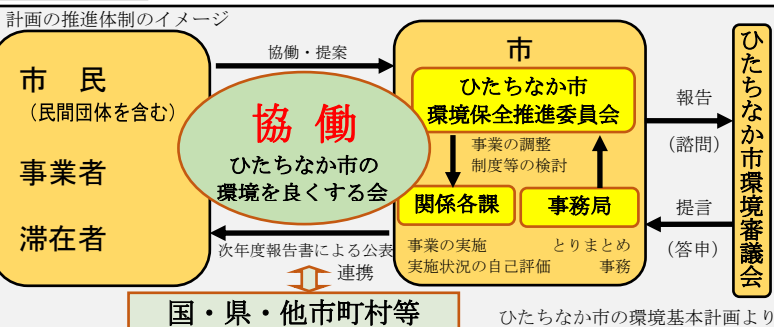 計画の推進体制のイメージ
市 民
（民間団体を含む）
事業者
滞在者
協働・提案
協 働
ひたちなか市の
環境を良くする会
次年度報告書による公表
連携
国・県・他市町村等
市
ひたちなか市
環境保全推進委員会
事業の調整
制度等の検討
関係各課
事務局
事業の実施
実施状況の自己評価
とりまとめ
事務
報告
（諮問）
提言
（答申）
ひたちなか市環境審議会
ひたちなか市の環境基本計画より